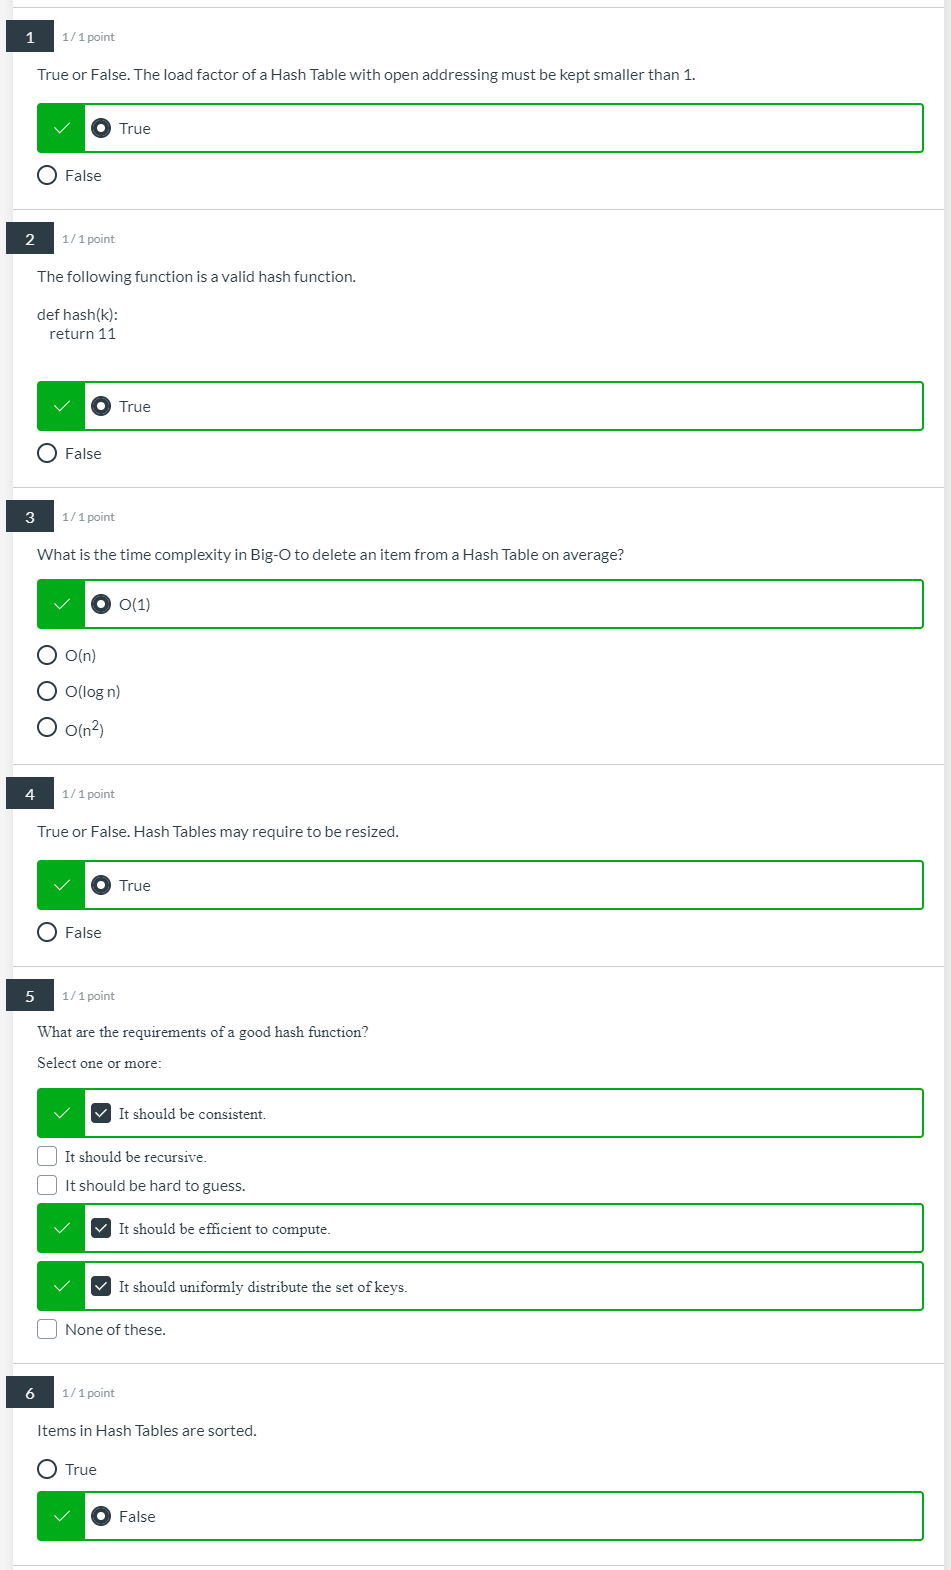 1
1 / 1 point
True or False. The load factor of a Hash Table with open addressing must be kept smaller than 1.
True
False
2
1 / 1 point
The following function is a valid hash function.
def hash(k):
return 11
True
False
3
1 / 1 point
What is the time complexity in Big-O to delete an item from a Hash Table on average?
O(1)
O(n)
O(log n)
O(n²)
4
1 / 1 point
True or False. Hash Tables may require to be resized.
True
False
5
1 / 1 point
What are the requirements of a good hash function?
Select one or more:
It should be consistent.
It should be recursive.
It should be hard to guess.
It should be efficient to compute.
It should uniformly distribute the set of keys.
None of these.
6
1 / 1 point
Items in Hash Tables are sorted.
True
False